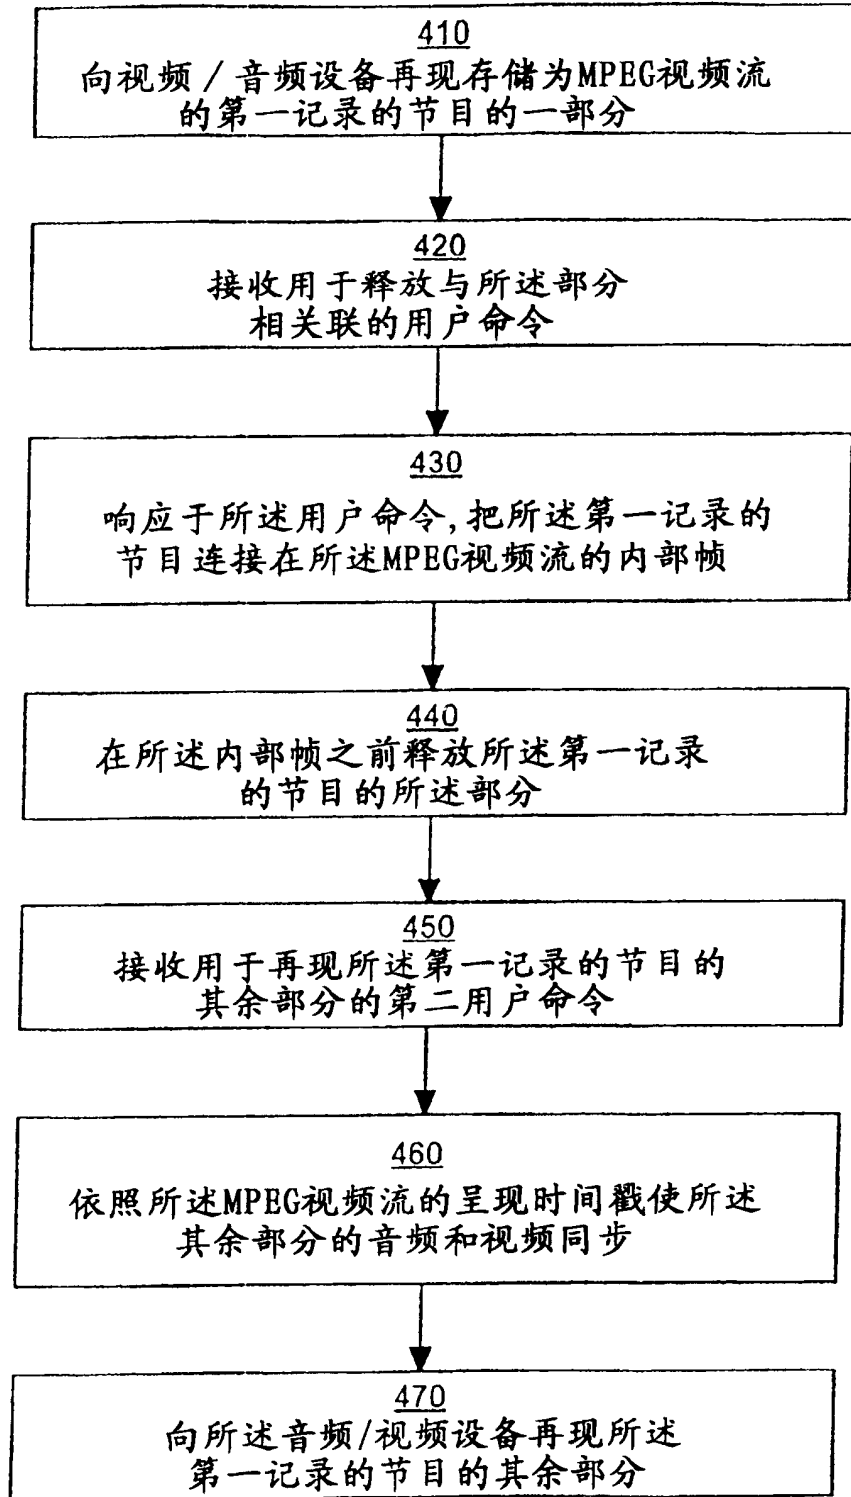 410
向视频/音频设备再现存储为MPEG视频流
的第一记录的节目的一部分
420
接收用于释放与所述部分
相关联的用户命令
430
响应于所述用户命令,把所述第一记录的
节目连接在所述MPEG视频流的内部帧
440
在所述内部帧之前释放所述第一记录
的节目的所述部分
450
接收用于再现所述第一记录的节目的
其余部分的第二用户命令
460
依照所述MPEG视频流的呈现时间戳使所述
其余部分的音频和视频同步
470
向所述音频/视频设备再现所述
第一记录的节目的其余部分